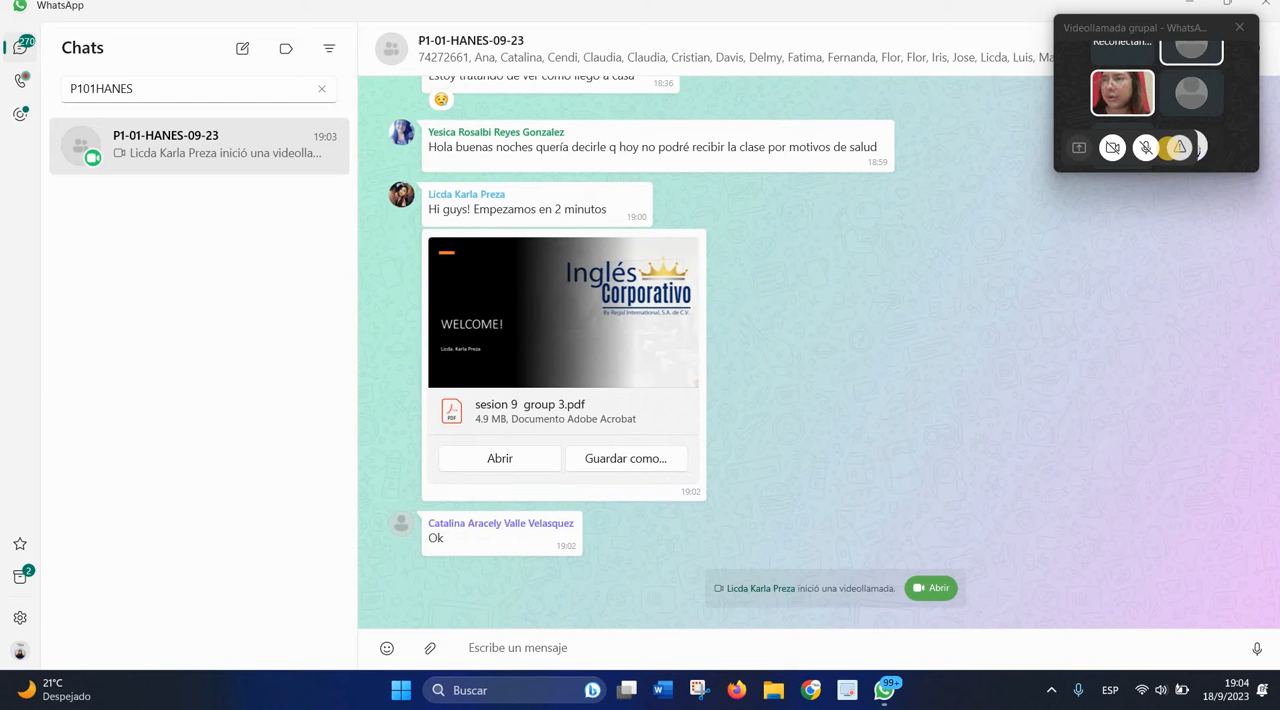 WhatsApp
Videollamada grupal - WhatsA...
Reconectan...
270
Chats
P101HANES
P1-01-HANES-09-23
19:03
Licda Karla Preza inició una videolla...
P1-01-HANES-09-23
74272661, Ana, Catalina, Cendi, Claudia, Claudia, Cristian, Davis, Delmy, Fatima, Fernanda, Flor, Flor, Iris, Jose, Licda, Luis, Ma
Estoy tratando de ver como llego a casa
18:36
Yesica Rosalbi Reyes Gonzalez
Hola buenas noches quería decirle q hoy no podré recibir la clase por motivos de salud
18:59
Licda Karla Preza
Hi guys! Empezamos en 2 minutos
19:00
Inglés
Corporativo
By Regal International, S.A. de C.V.
WELCOME!
Licda. Karla Preza
PDF
sesion 9 group 3.pdf
4.9 MB, Documento Adobe Acrobat
Abrir
Guardar como...
19:02
Catalina Aracely Valle Velasquez
Ok
19:02
Licda Karla Preza inició una videollamada.
Abrir
2
Escribe un mensaje
21°C
Despejado
Buscar
99+
ESP
19:04
18/9/2023